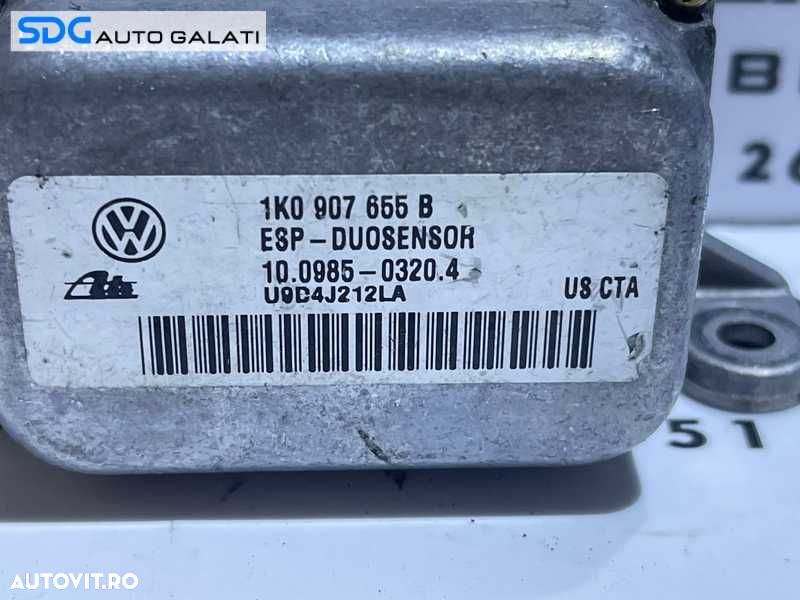 SDG AUTO GALATI
B
26
1K0 907 655 B
ESP-DUOSENSOR
10.0985-0320.4
Ate
U9D4J212LA
US CTA
51
AUTOVIT.RO